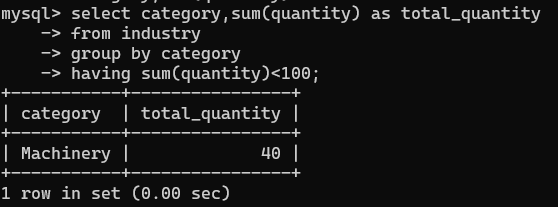 mysql> select category,sum(quantity) as total_quantity
    -> from industry
    -> group by category
    -> having sum(quantity)<100;
+-----------+----------------+
| category  | total_quantity |
+-----------+----------------+
| Machinery |             40 |
+-----------+----------------+
1 row in set (0.00 sec)